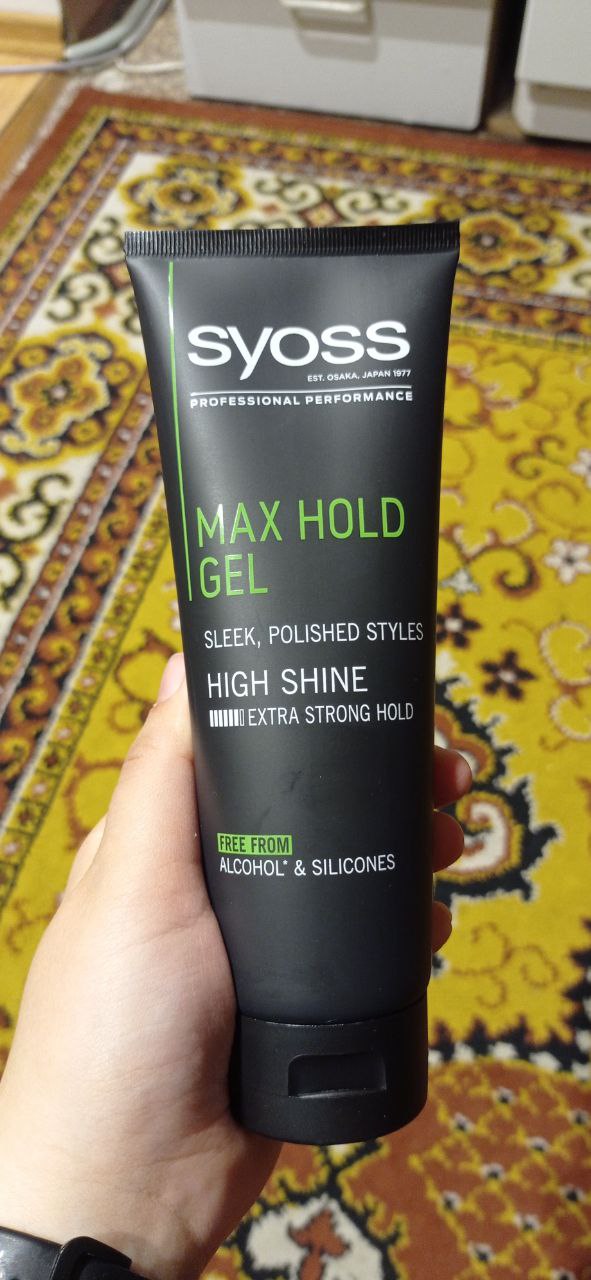 syoss
EST. OSAKA, JAPAN 1977
PROFESSIONAL PERFORMANCE
MAX HOLD
GEL
SLEEK, POLISHED STYLES
HIGH SHINE
EXTRA STRONG HOLD
FREE FROM
ALCOHOL* & SILICONES